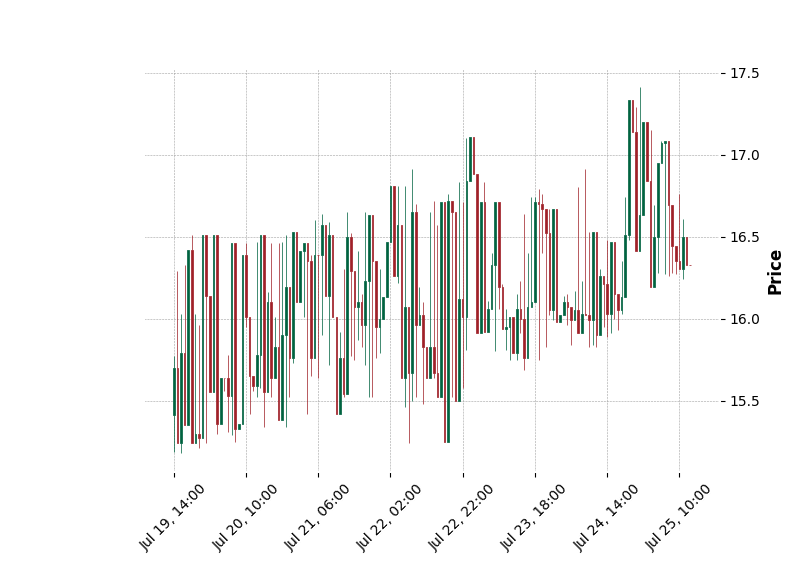 17.5
17.0
16.5
16.0
15.5
Price
Jul 19, 14:00
Jul 20, 10:00
Jul 21, 06:00
Jul 22, 02:00
Jul 22, 22:00
Jul 23, 18:00
Jul 24, 14:00
Jul 25, 10:00